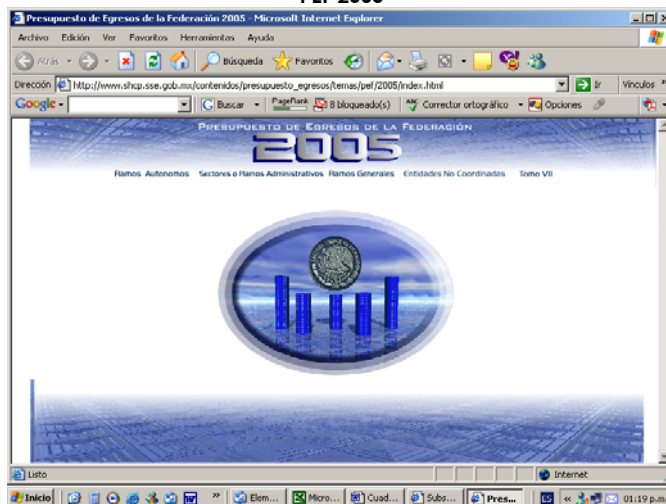 PEF 2005
Presupuesto de Egresos de la Federación 2005 - Microsoft Internet Explorer
Archivo Edición Ver Favoritos Herramientas Ayuda
Atrás Búsqueda Favoritos
Dirección http://www.shcp.sse.gob.mx/contenidos/presupuesto_egresos/temas/pef/2005/index.html Ir Vínculos »
Google Buscar PageRank 8 bloqueado(s) ABC Corrector ortográfico Opciones
PRESUPUESTO DE EGRESOS DE LA FEDERACIÓN
2005
Ramos Autonomos Sectores o Ramos Administrativos Ramos Generales Entidades No Coordinadas Tomo VII
Listo Internet
Inicio » Elem... Micro... Cuad... Subs... Pres... ES « 01:19 p.m.